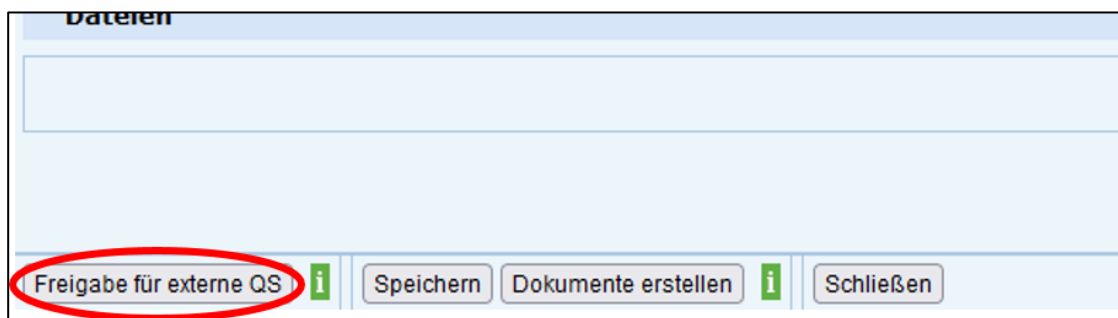 Dateien
Freigabe für externe QS i Speichern Dokumente erstellen i Schließen